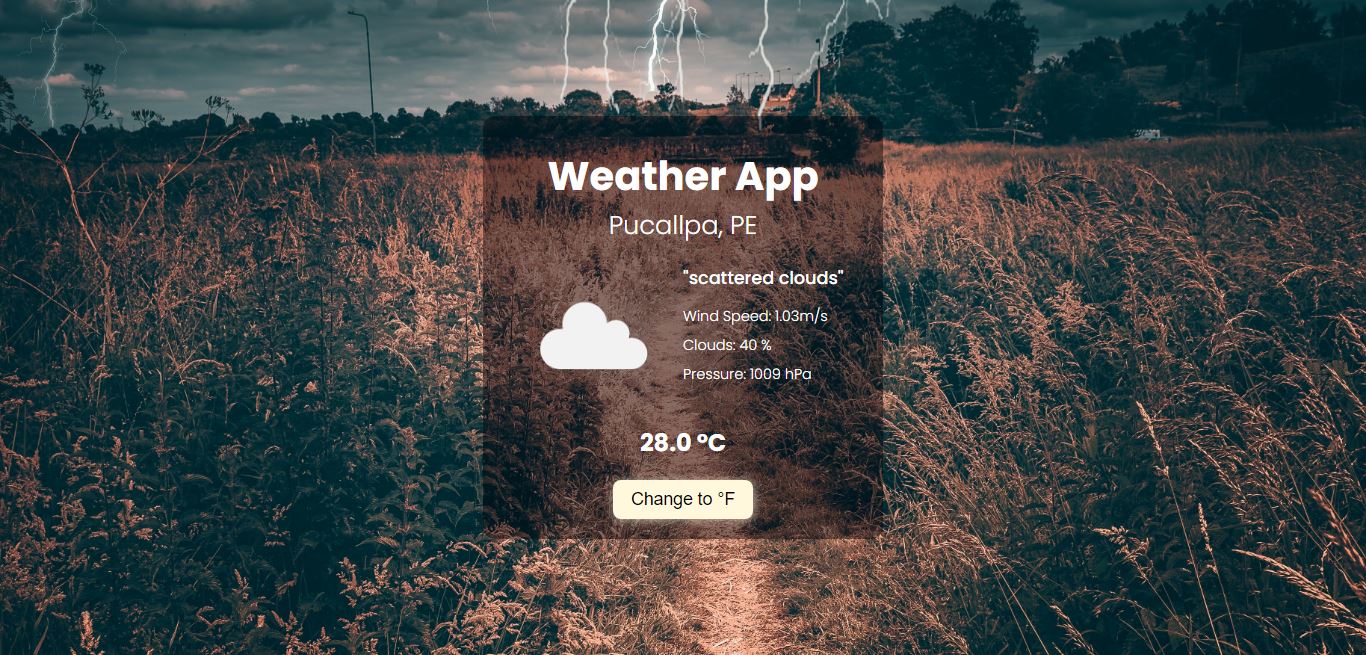 Weather App
Pucallpa, PE
"scattered clouds"
Wind Speed: 1.03m/s
Clouds: 40 %
Pressure: 1009 hPa
28.0 °C
Change to °F